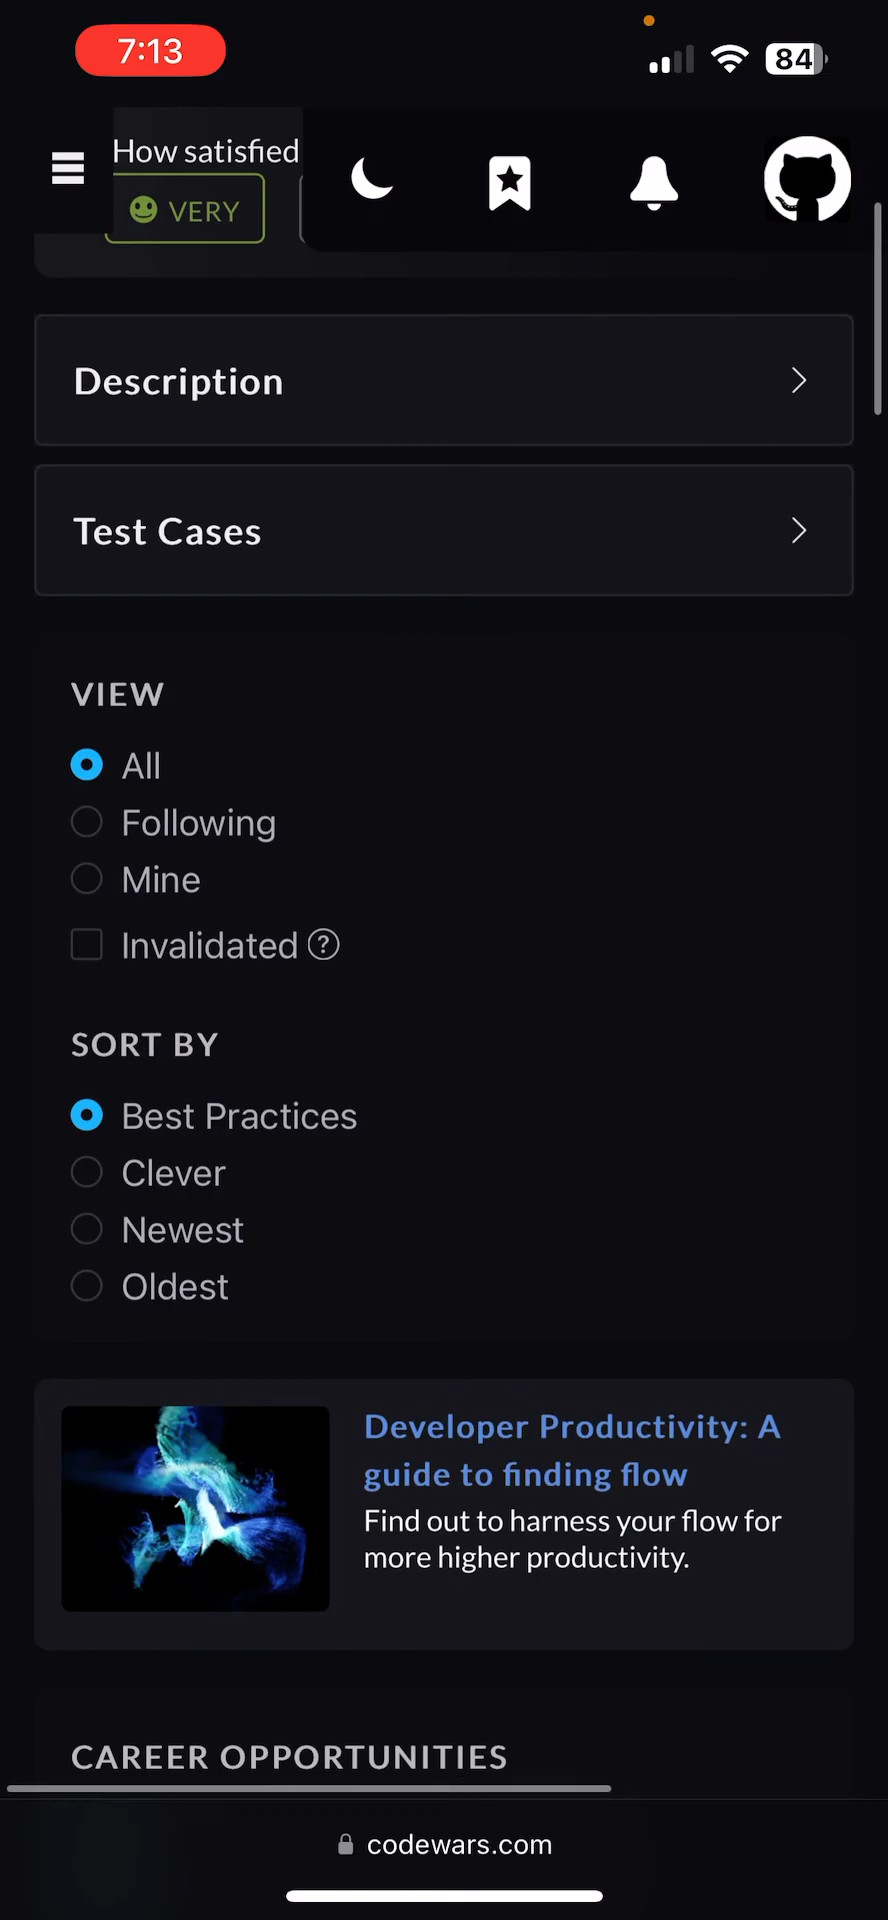 7:13
84
How satisfied
VERY
Description
Test Cases
VIEW
All
Following
Mine
Invalidated ?
SORT BY
Best Practices
Clever
Newest
Oldest
Developer Productivity: A
guide to finding flow
Find out to harness your flow for
more higher productivity.
CAREER OPPORTUNITIES
codewars.com